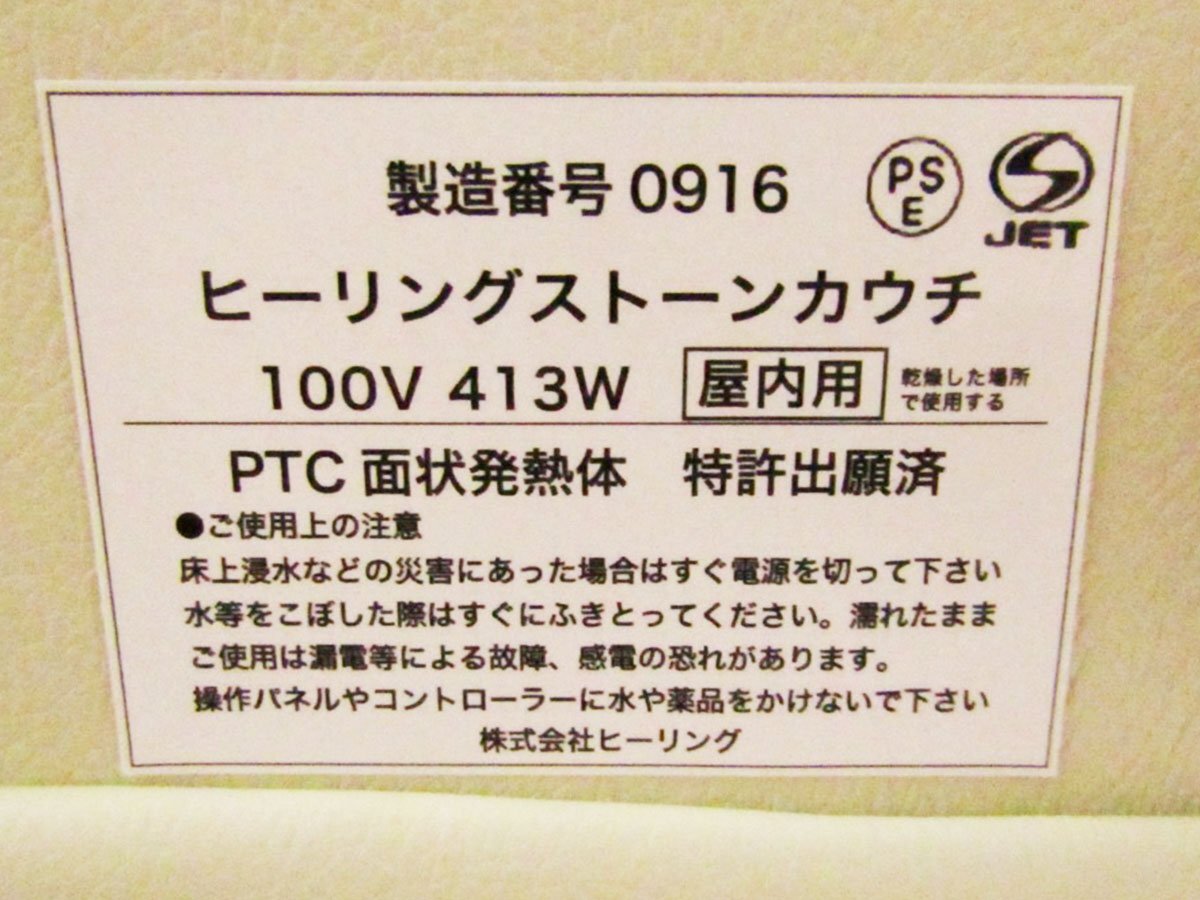 製造番号 0916
PS
E
JET
ヒーリングストーンカウチ
100V 413W 屋内用 乾燥した場所
で使用する
PTC 面状発熱体 特許出願済
●ご使用上の注意
床上浸水などの災害にあった場合はすぐ電源を切って下さい
水等をこぼした際はすぐにふきとってください。濡れたまま
ご使用は漏電等による故障、感電の恐れがあります。
操作パネルやコントローラーに水や薬品をかけないで下さい
株式会社ヒーリング